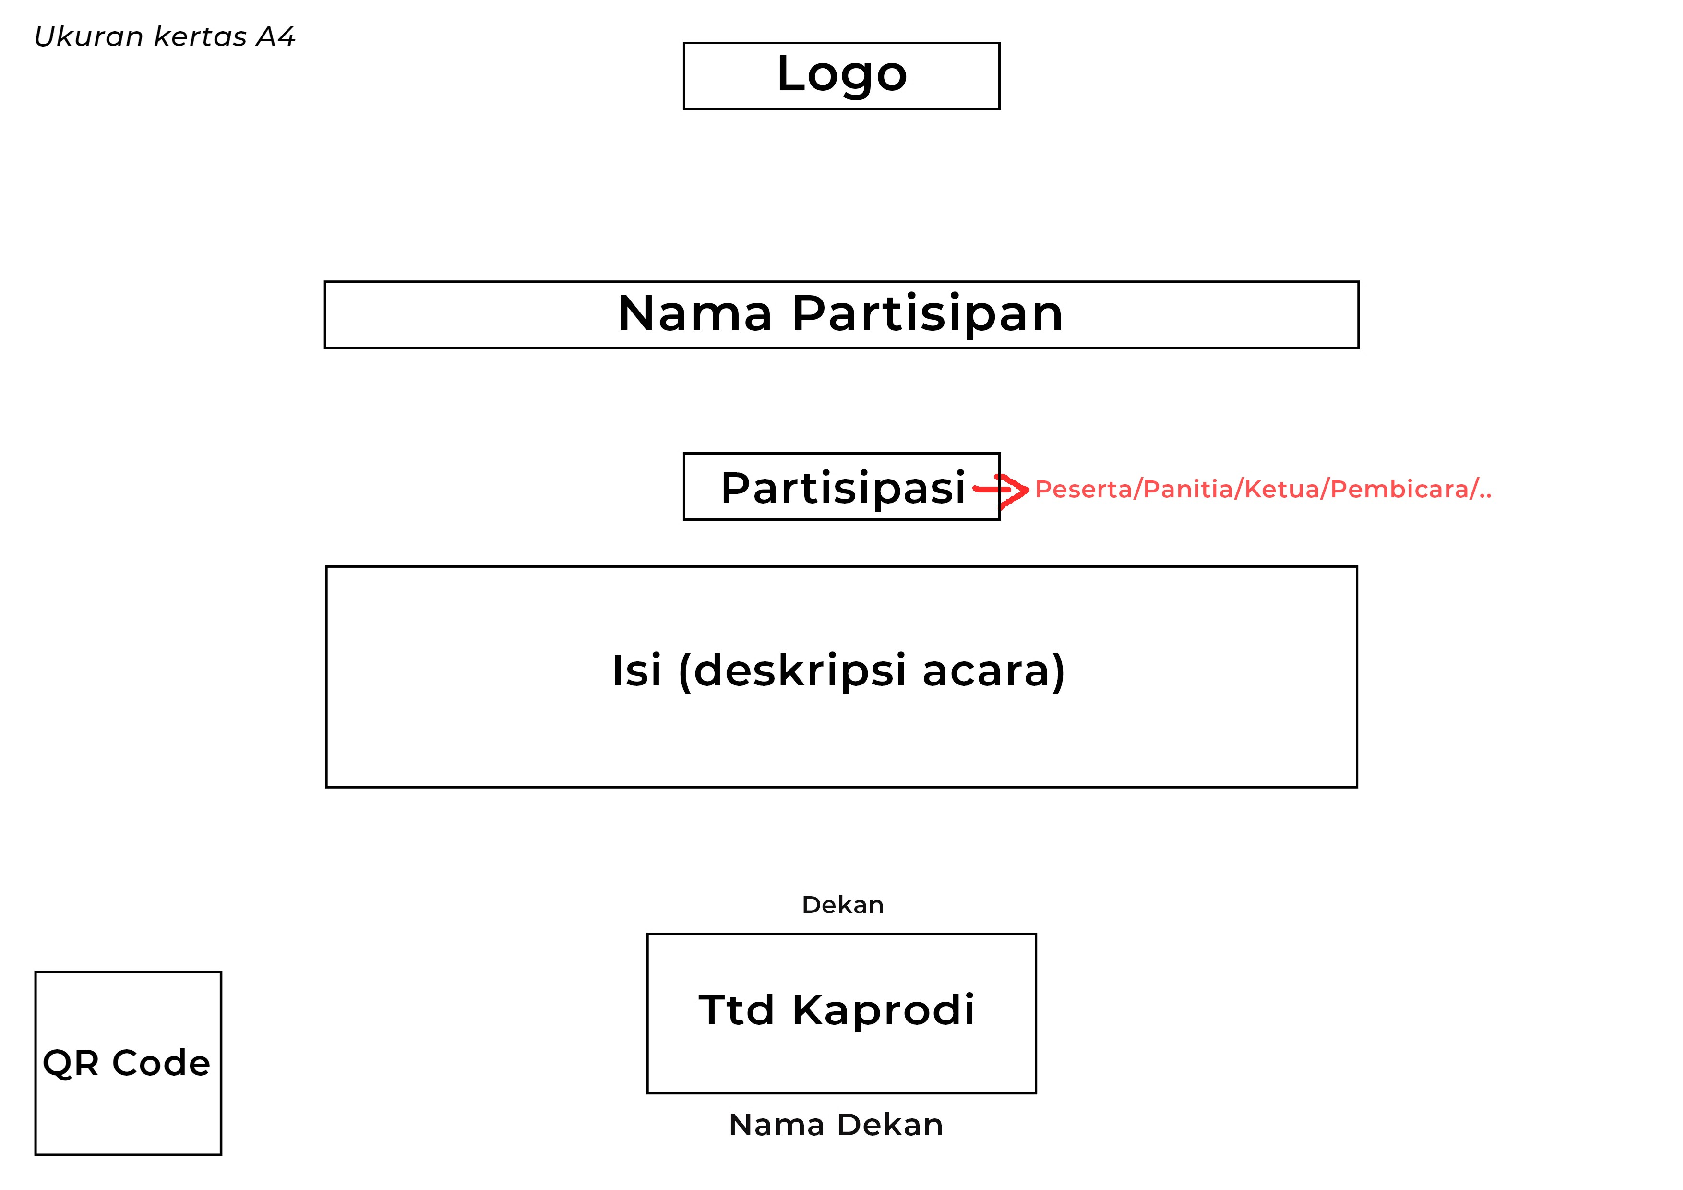 Ukuran kertas A4
Logo
Nama Partisipan
Partisipasi
Peserta/Panitia/Ketua/Pembicara/..
Isi (deskripsi acara)
Dekan
Ttd Kaprodi
QR Code
Nama Dekan